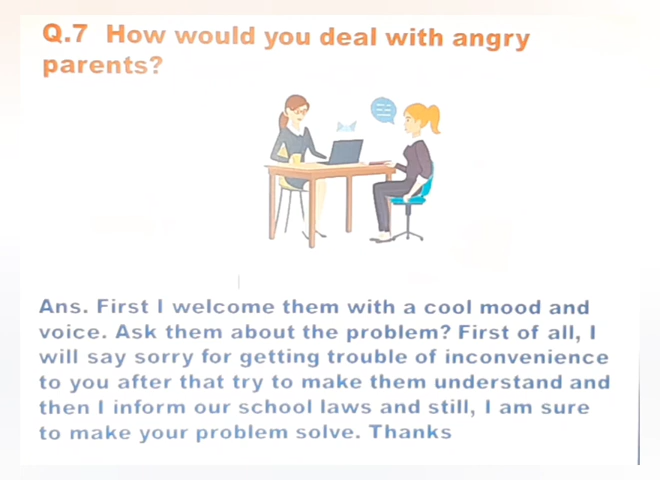 Q.7 How would you deal with angry
parents?
Ans. First I welcome them with a cool mood and
voice. Ask them about the problem? First of all, I
will say sorry for getting trouble of inconvenience
to you after that try to make them understand and
then I inform our school laws and still, I am sure
to make your problem solve. Thanks